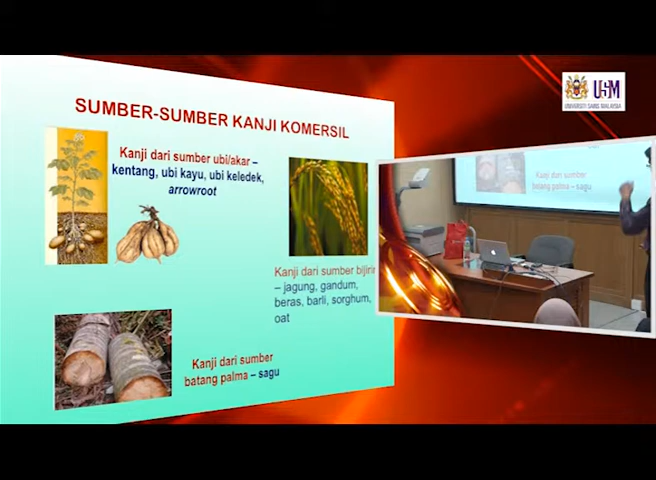 SUMBER-SUMBER KANJI KOMERSIL
Kanji dari sumber ubi/akar –
kentang, ubi kayu, ubi keledek,
arrowroot
Kanji dari sumber bijirin
– jagung, gandum,
beras, barli, sorghum,
oat
Kanji dari sumber
batang palma – sagu
USM
UNIVERSITI SAINS MALAYSIA
Kanji dari sumber
batang palma – sagu